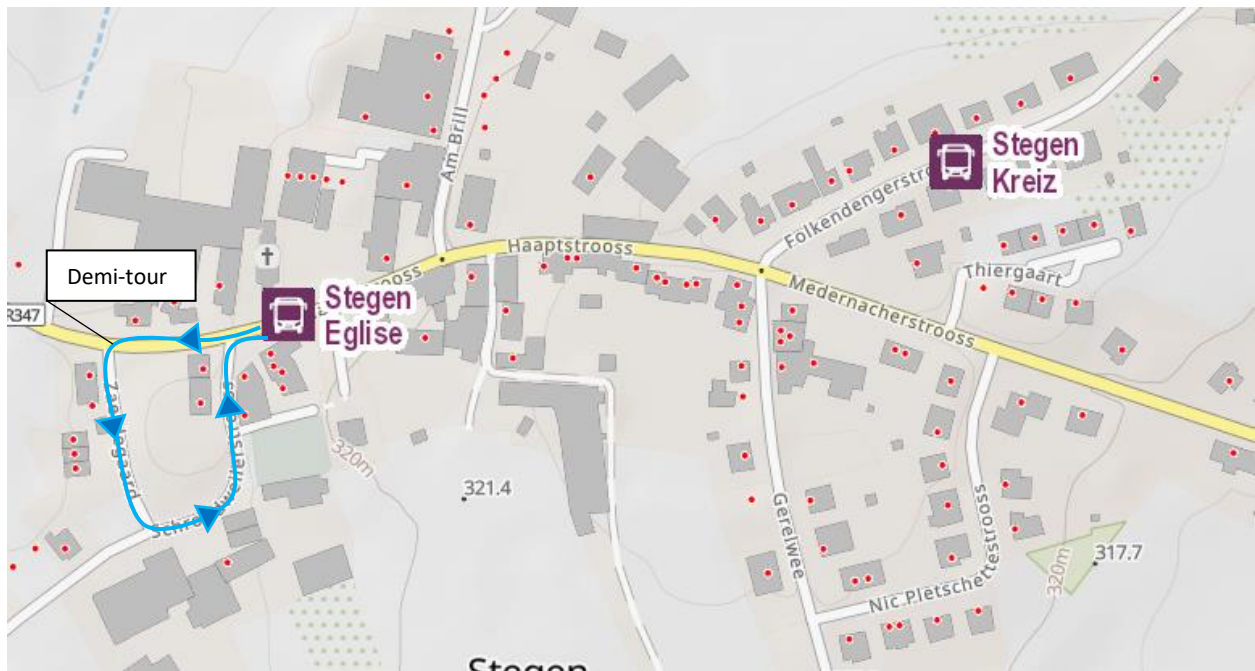 Am Brill
Stegen
Kreiz
Folkendengerstr
Haaptstrooss
Thiergaart
Medernacherstrooss
Demi-tour
Stegen
Eglise
R347
320m
321.4
Gerelwee
Nic Pletschettestrooss
320m
317.7
Stegen